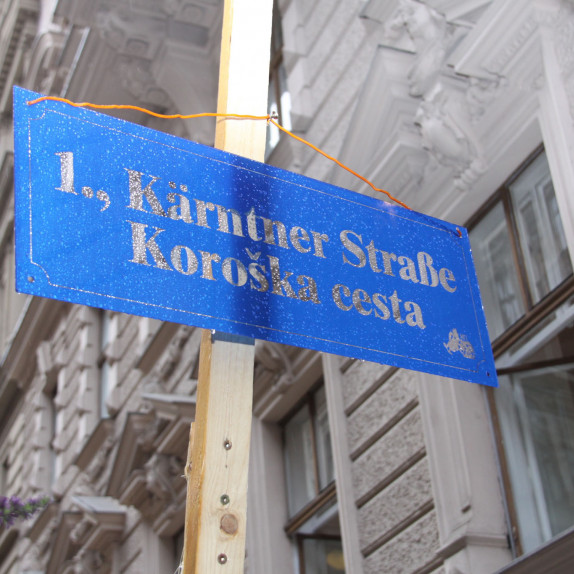 1., Kärntner Straße
Koroška cesta